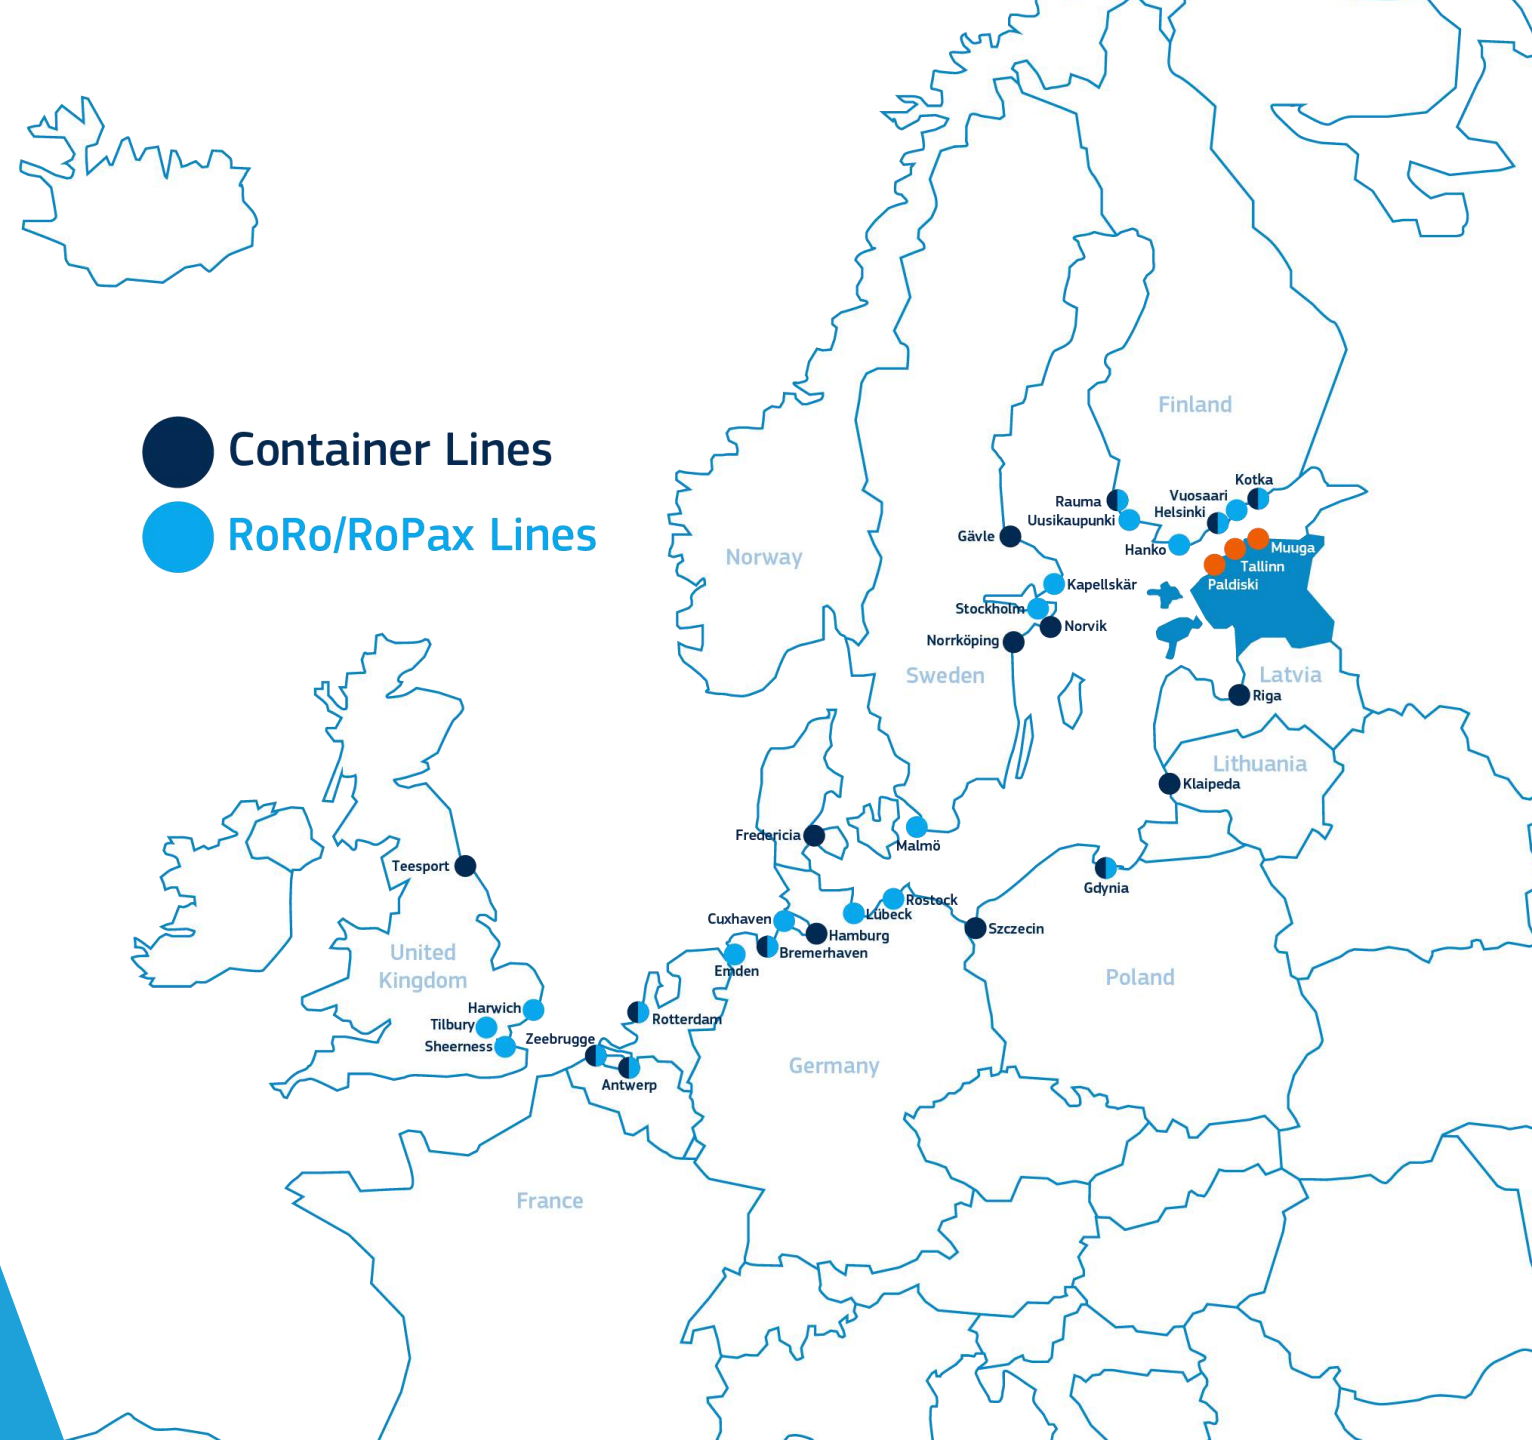 Container Lines
RoRo/RoPax Lines
Finland
Kotka
Vuosaari
Rauma
Helsinki
Uusikaupunki
Gävle
Hanko
Muuga
Norway
Tallinn
Kapellskär
Paldiski
Stockholm
Norvik
Norrköping
Sweden
Latvia
Riga
Lithuania
Klaipeda
Fredericia
Malmö
Teesport
Gdynia
Rostock
Lübeck
Cuxhaven
Szczecin
Hamburg
United
Kingdom
Bremerhaven
Emden
Poland
Harwich
Rotterdam
Tilbury
Zeebrugge
Sheerness
Germany
Antwerp
France